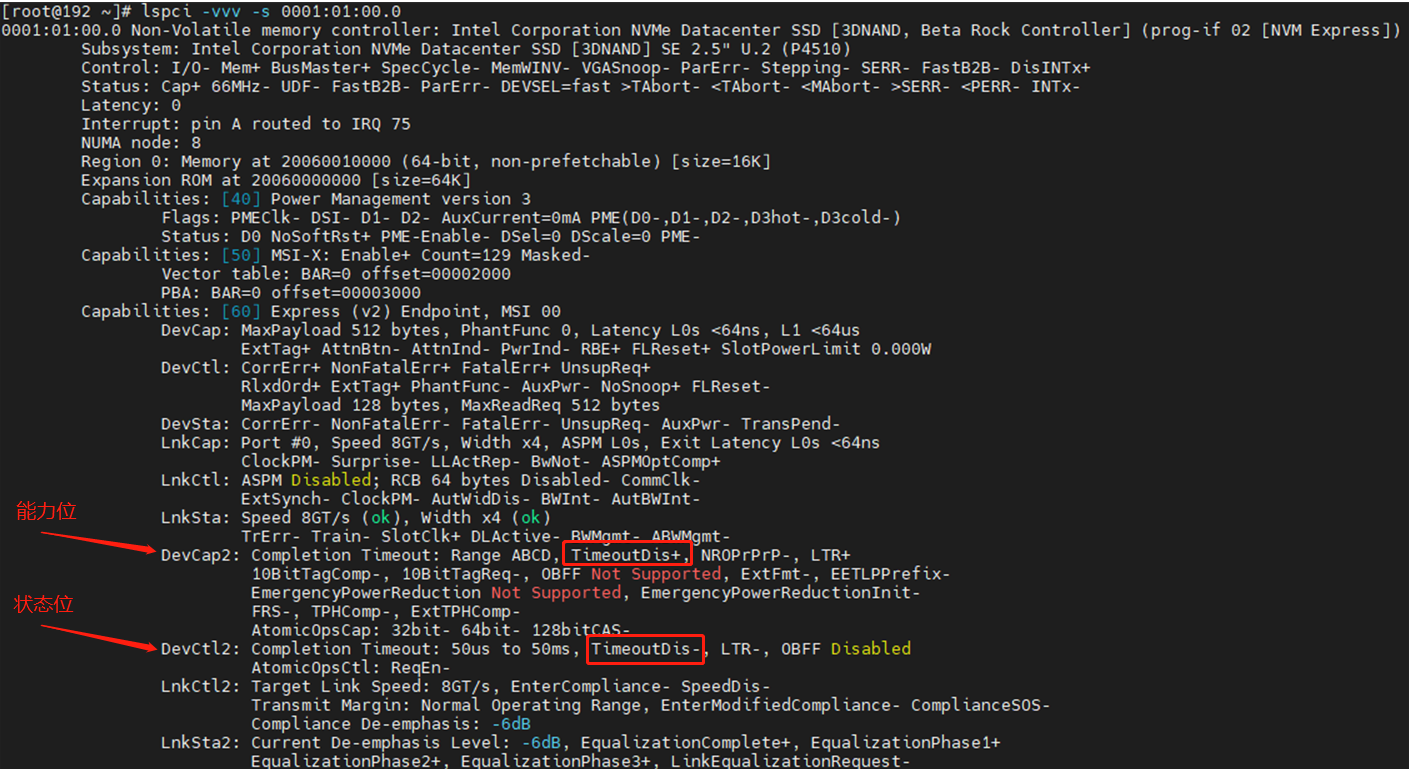 [root@192 ~]# lspci -vvv -s 0001:01:00.0
0001:01:00.0 Non-Volatile memory controller: Intel Corporation NVMe Datacenter SSD [3DNAND, Beta Rock Controller] (prog-if 02 [NVM Express])
Subsystem: Intel Corporation NVMe Datacenter SSD [3DNAND] SE 2.5" U.2 (P4510)
Control: I/O- Mem+ BusMaster+ SpecCycle- MemWINV- VGASnoop- ParErr- Stepping- SERR- FastB2B- DisINTx+
Status: Cap+ 66MHz- UDF- FastB2B- ParErr- DEVSEL=fast >TAbort- <TAbort- <MAbort- >SERR- <PERR- INTx-
Latency: 0
Interrupt: pin A routed to IRQ 75
NUMA node: 8
Region 0: Memory at 20060010000 (64-bit, non-prefetchable) [size=16K]
Expansion ROM at 20060000000 [size=64K]
Capabilities: [40] Power Management version 3
Flags: PMEClk- DSI- D1- D2- AuxCurrent=0mA PME(D0-,D1-,D2-,D3hot-,D3cold-)
Status: D0 NoSoftRst+ PME-Enable- DSel=0 DScale=0 PME-
Capabilities: [50] MSI-X: Enable+ Count=129 Masked-
Vector table: BAR=0 offset=00002000
PBA: BAR=0 offset=00003000
Capabilities: [60] Express (v2) Endpoint, MSI 00
DevCap: MaxPayload 512 bytes, PhantFunc 0, Latency L0s <64ns, L1 <64us
ExtTag+ AttnBtn- AttnInd- PwrInd- RBE+ FLReset+ SlotPowerLimit 0.000W
DevCtl: CorrErr+ NonFatalErr+ FatalErr+ UnsupReq+
RlxdOrd+ ExtTag+ PhantFunc- AuxPwr- NoSnoop+ FLReset-
MaxPayload 128 bytes, MaxReadReq 512 bytes
DevSta: CorrErr- NonFatalErr- FatalErr- UnsupReq- AuxPwr- TransPend-
LnkCap: Port #0, Speed 8GT/s, Width x4, ASPM L0s, Exit Latency L0s <64ns
ClockPM- Surprise- LLActRep- BwNot- ASPMOptComp+
LnkCtl: ASPM Disabled; RCB 64 bytes Disabled- CommClk-
ExtSynch- ClockPM- AutWidDis- BWInt- AutBWInt-
能力位
LnkSta: Speed 8GT/s (ok), Width x4 (ok)
TrErr- Train- SlotClk+ DLActive- BWMgmt- ABWMgmt-
DevCap2: Completion Timeout: Range ABCD, TimeoutDis+, NROPrPrP-, LTR+
10BitTagComp-, 10BitTagReq-, OBFF Not Supported, ExtFmt-, EETLPPrefix-
EmergencyPowerReduction Not Supported, EmergencyPowerReductionInit-
状态位
FRS-, TPHComp-, ExtTPHComp-
AtomicOpsCap: 32bit- 64bit- 128bitCAS-
DevCtl2: Completion Timeout: 50us to 50ms, TimeoutDis-, LTR-, OBFF Disabled
AtomicOpsCtl: ReqEn-
LnkCtl2: Target Link Speed: 8GT/s, EnterCompliance- SpeedDis-
Transmit Margin: Normal Operating Range, EnterModifiedCompliance- ComplianceSOS-
Compliance De-emphasis: -6dB
LnkSta2: Current De-emphasis Level: -6dB, EqualizationComplete+, EqualizationPhase1+
EqualizationPhase2+, EqualizationPhase3+, LinkEqualizationRequest-